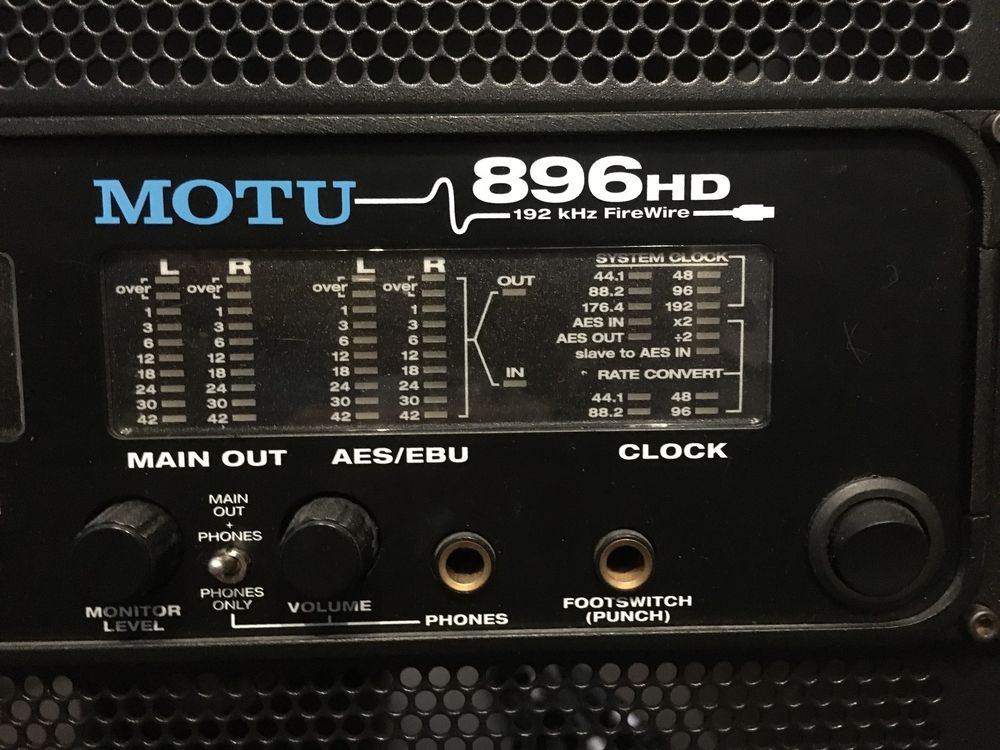 MOTU 896HD
192 kHz FireWire
L R L R
over over over over
1 1 1 1
3 3 3 3
6 6 6 6
12 12 12 12
18 18 18 18
24 24 24 24
30 30 30 30
42 42 42 42
OUT
IN
SYSTEM CLOCK
44.1 48
88.2 96
176.4 192
AES IN x2
AES OUT ÷2
slave to AES IN
RATE CONVERT
44.1 48
88.2 96
MAIN OUT AES/EBU CLOCK
MAIN
OUT
+
PHONES
PHONES
ONLY
MONITOR
LEVEL
VOLUME
PHONES
FOOTSWITCH
(PUNCH)